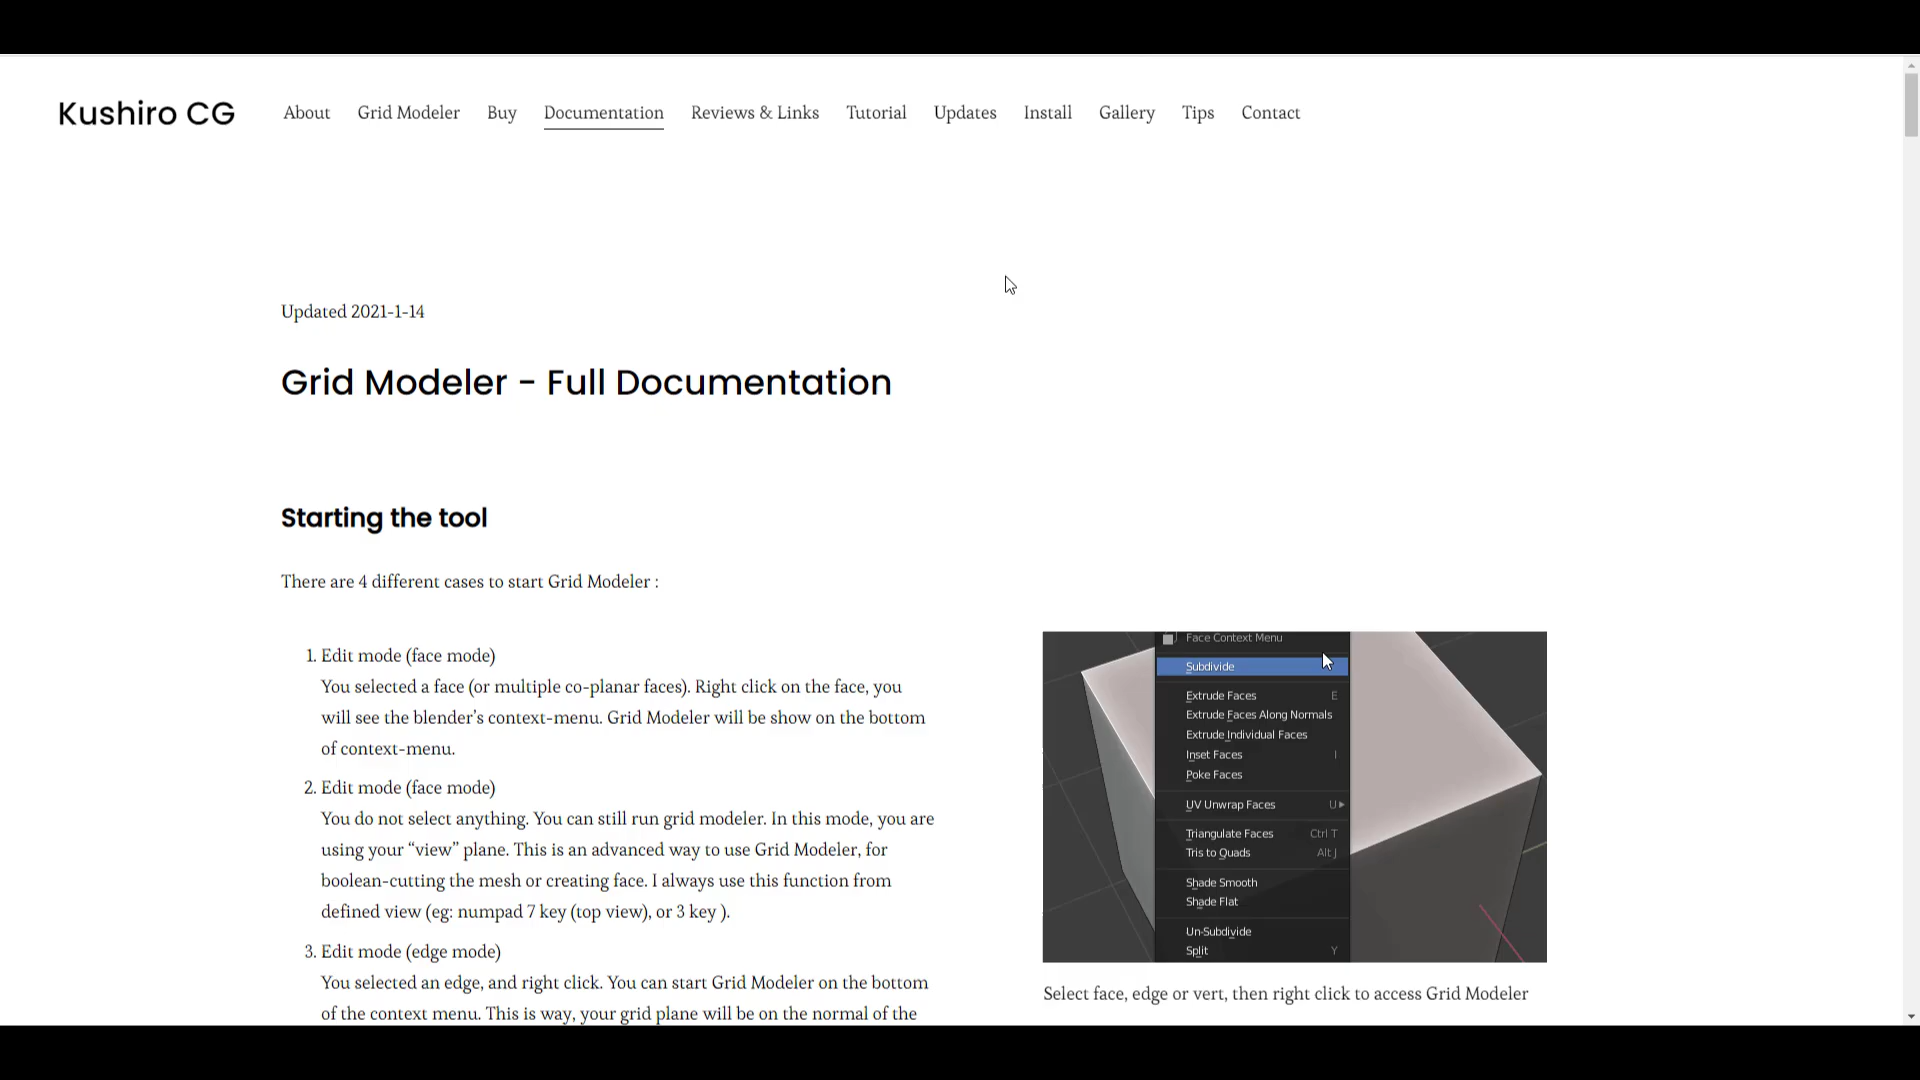 Kushiro CG
About Grid Modeler Buy Documentation Reviews & Links Tutorial Updates Install Gallery Tips Contact
Updated 2021-1-14
Grid Modeler - Full Documentation
Starting the tool
There are 4 different cases to start Grid Modeler :
1. Edit mode (face mode)
You selected a face (or multiple co-planar faces). Right click on the face, you
will see the blender’s context-menu. Grid Modeler will be show on the bottom
of context-menu.
2. Edit mode (face mode)
You do not select anything. You can still run grid modeler. In this mode, you are
using your “view” plane. This is an advanced way to use Grid Modeler, for
boolean-cutting the mesh or creating face. I always use this function from
defined view (eg: numpad 7 key (top view), or 3 key ).
3. Edit mode (edge mode)
You selected an edge, and right click. You can start Grid Modeler on the bottom
of the context menu. This is way, your grid plane will be on the normal of the
Face Context Menu
Subdivide
Extrude Faces E
Extrude Faces Along Normals
Extrude Individual Faces
Inset Faces I
Poke Faces
UV Unwrap Faces U
Triangulate Faces Ctrl T
Tris to Quads Alt J
Shade Smooth
Shade Flat
Un-Subdivide
Split Y
Select face, edge or vert, then right click to access Grid Modeler